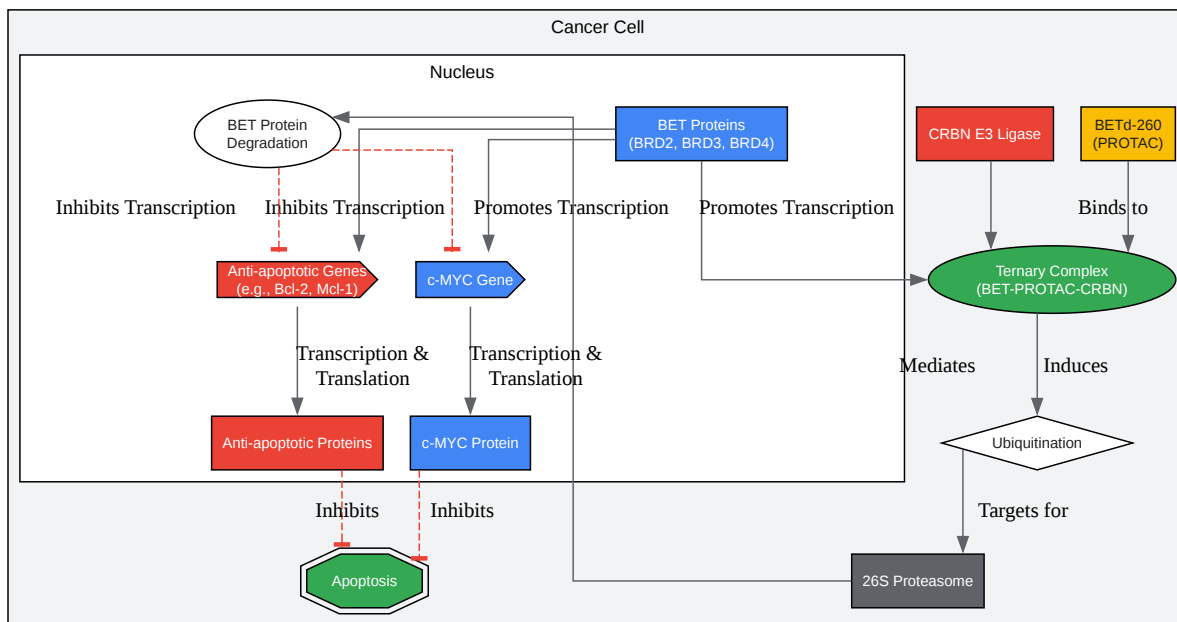 Cancer Cell
Nucleus
BET Protein
Degradation
BET Proteins
(BRD2, BRD3, BRD4)
CRBN E3 Ligase
BETd-260
(PROTAC)
Inhibits Transcription
Inhibits Transcription
Promotes Transcription
Promotes Transcription
Binds to
Anti-apoptotic Genes
(e.g., Bcl-2, Mcl-1)
c-MYC Gene
Ternary Complex
(BET-PROTAC-CRBN)
Transcription &
Translation
Transcription &
Translation
Mediates
Induces
Anti-apoptotic Proteins
c-MYC Protein
Ubiquitination
Inhibits
Inhibits
Targets for
Apoptosis
26S Proteasome